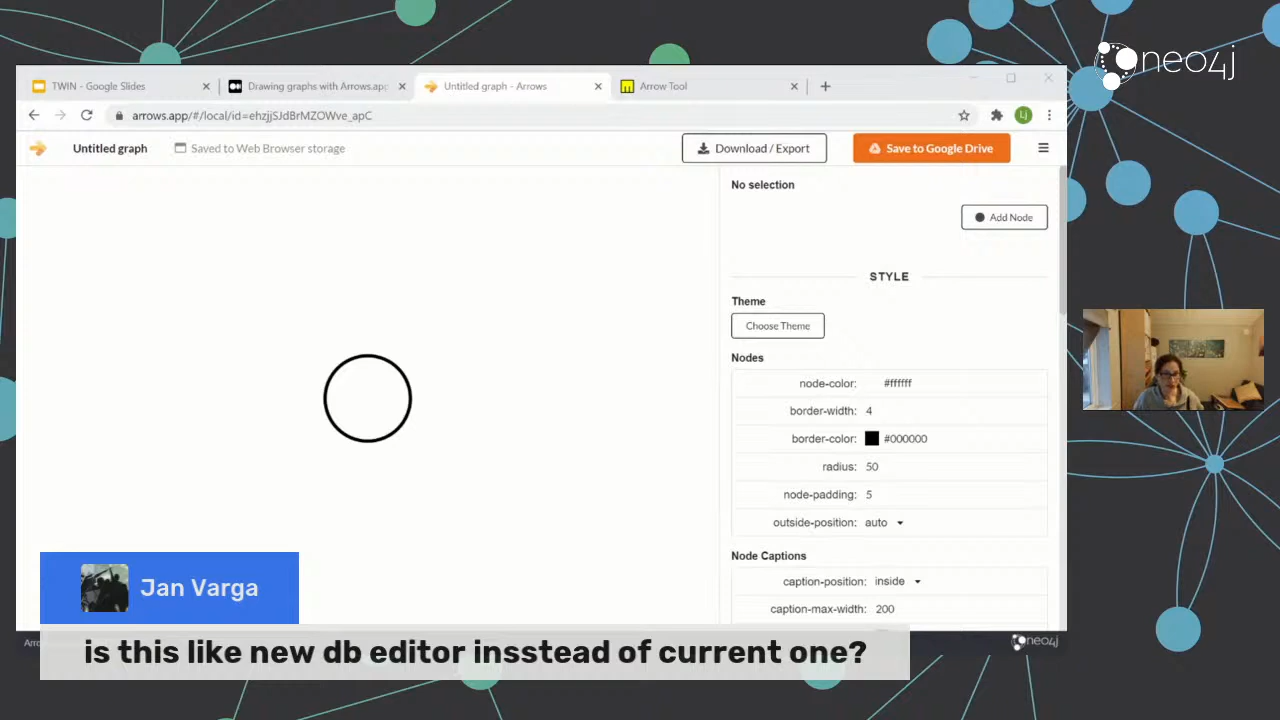 neo4j
TWIN - Google Slides
Drawing graphs with Arrows.app
Untitled graph - Arrows
Arrow Tool
arrows.app/#/local/id=ehzjjSJdBrMZOWve_apC
Lj
Untitled graph
Saved to Web Browser storage
Download / Export
Save to Google Drive
No selection
Add Node
STYLE
Theme
Choose Theme
Nodes
node-color: #ffffff
border-width: 4
border-color: #000000
radius: 50
node-padding: 5
outside-position: auto
Node Captions
caption-position: inside
caption-max-width: 200
Jan Varga
neo4j
is this like new db editor insstead of current one?